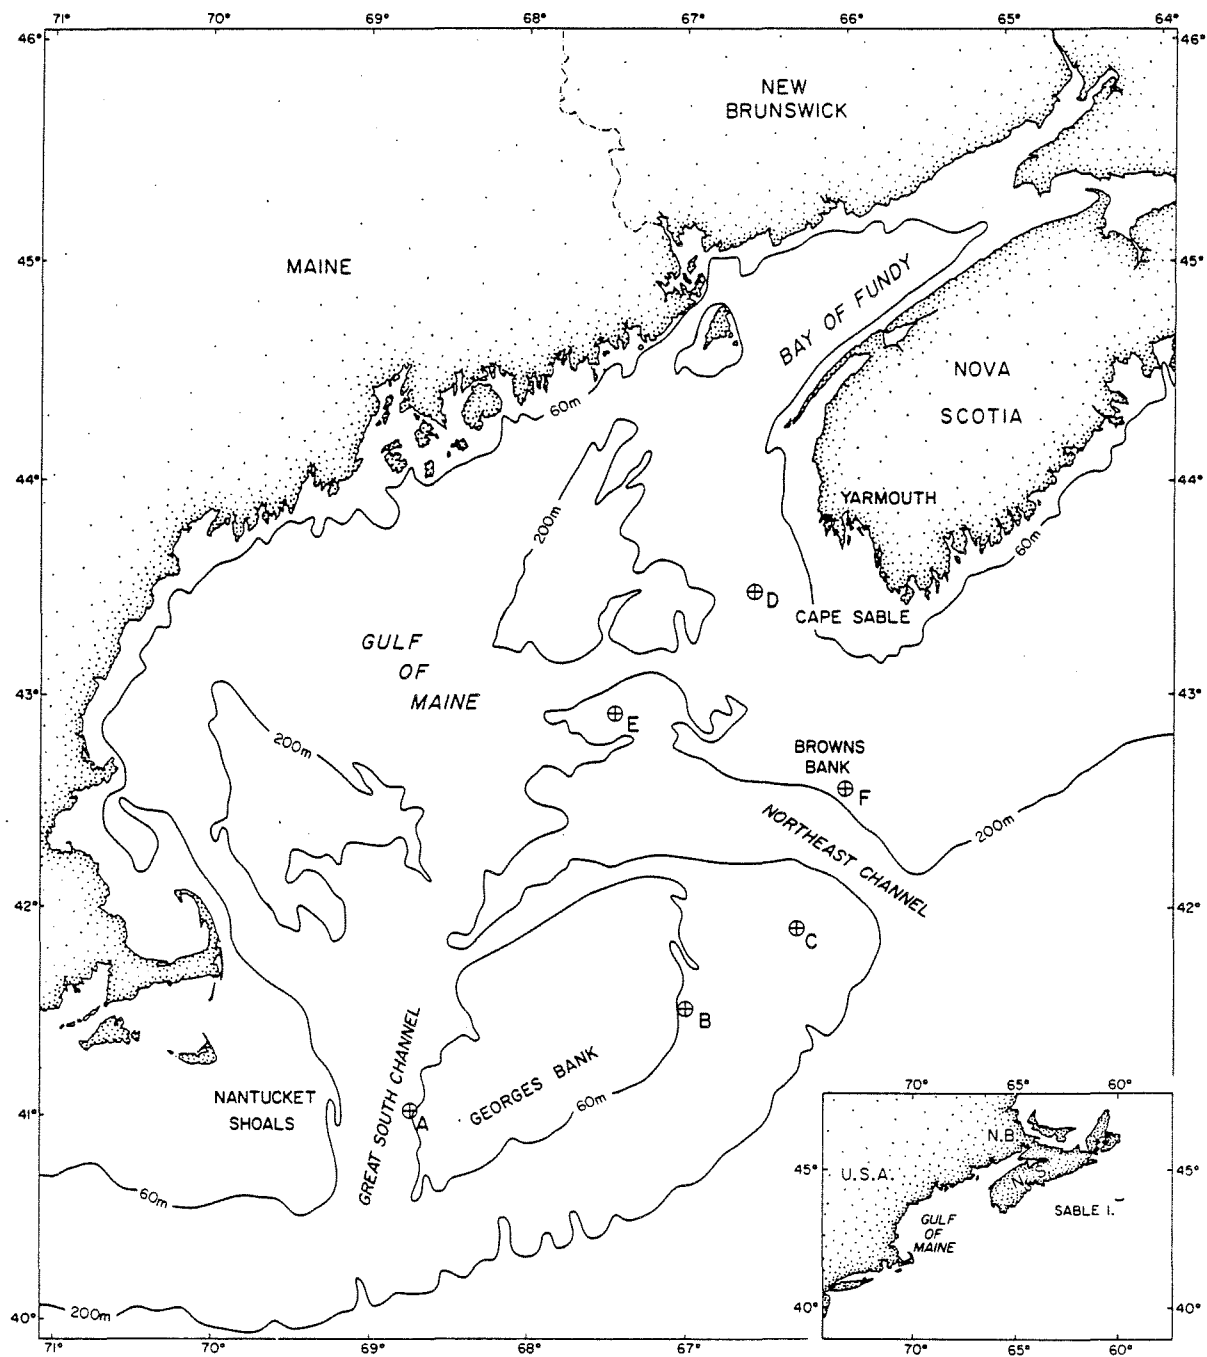 71° 70° 69° 68° 67° 66° 65° 64°
46° 46°
NEW
BRUNSWICK
MAINE
45° 45°
BAY OF FUNDY
NOVA
SCOTIA
60m
44° 44°
YARMOUTH
200m
60m
D
CAPE SABLE
GULF
OF
MAINE
43° 43°
E
200m
BROWNS
BANK
F
NORTHEAST CHANNEL
200m
42° 42°
C
B
GREAT SOUTH CHANNEL
GEORGES BANK
60m
NANTUCKET
SHOALS
41°
A
60m
200m
40°
71° 70° 69° 68° 67°
70° 65° 60°
N.B.
U.S.A.
45° 45°
N.S.
SABLE I.
GULF
OF
MAINE
40° 40°
70° 65° 60°